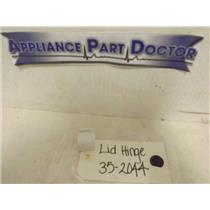 APPLIANCE PART DOCTOR
Lid Hinge
35-2044